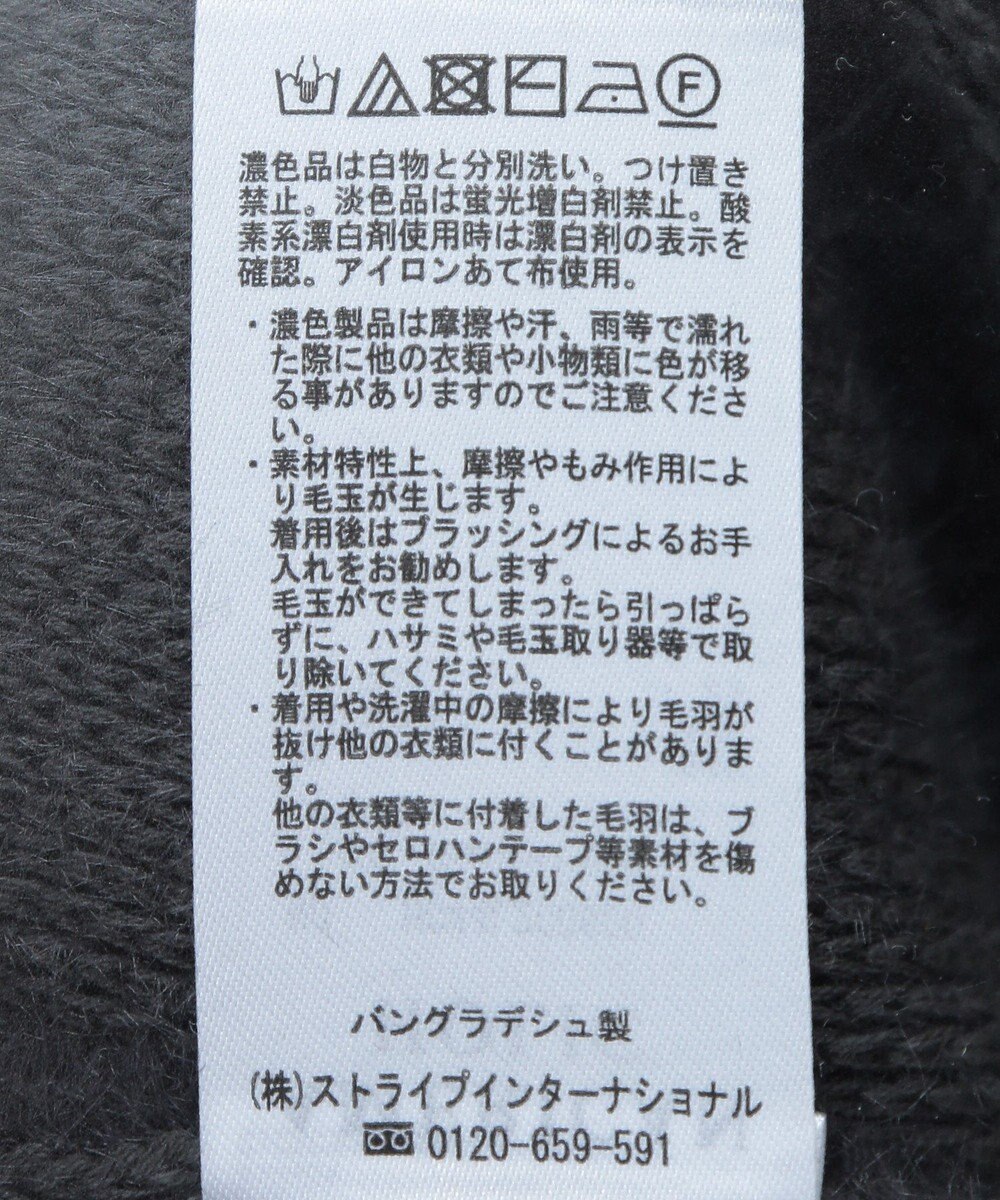 F
濃色品は白物と分別洗い。つけ置き
禁止。淡色品は蛍光増白剤禁止。酸
素系漂白剤使用時は漂白剤の表示を
確認。アイロンあて布使用。
・濃色製品は摩擦や汗、雨等で濡れ
た際に他の衣類や小物類に色が移
る事がありますのでご注意くださ
い。
・素材特性上、摩擦やもみ作用によ
り毛玉が生じます。
着用後はブラッシングによるお手
入れをお勧めします。
毛玉ができてしまったら引っぱら
ずに、ハサミや毛玉取り器等で取
り除いてください。
・着用や洗濯中の摩擦により毛羽が
抜け他の衣類に付くことがありま
す。
他の衣類等に付着した毛羽は、ブ
ラシやセロハンテープ等素材を傷
めない方法でお取りください。
バングラデシュ製
(株)ストライプインターナショナル
0120-659-591